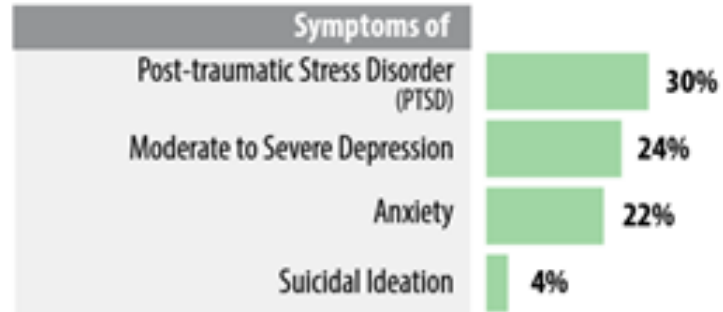 Symptoms of
Post-traumatic Stress Disorder
(PTSD)
30%
Moderate to Severe Depression
24%
Anxiety
22%
Suicidal Ideation
4%